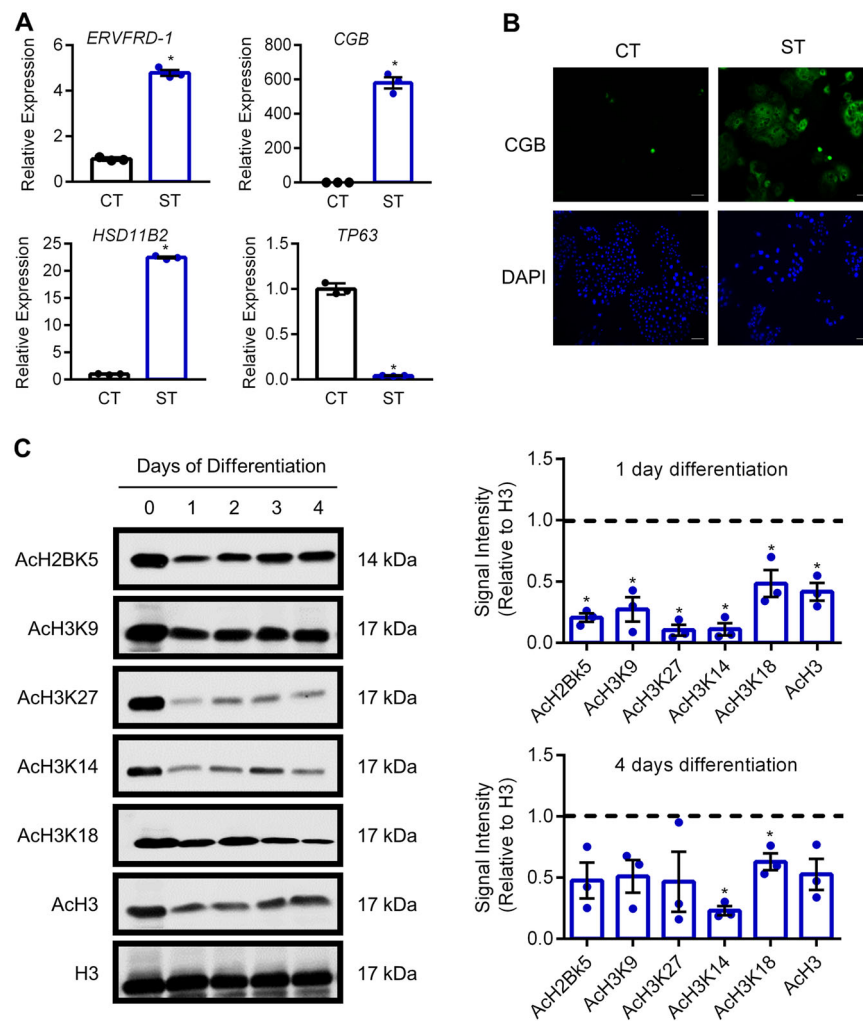 A
ERVFRD-1
Relative Expression
6
4
2
0
*
CT
ST
CGB
Relative Expression
800
600
400
200
0
*
CT
ST
HSD11B2
Relative Expression
25
20
15
10
5
0
*
CT
ST
TP63
Relative Expression
1.5
1.0
0.5
0.0
*
CT
ST
B
CT
ST
CGB
DAPI
C
Days of Differentiation
0 1 2 3 4
AcH2BK5 14 kDa
AcH3K9 17 kDa
AcH3K27 17 kDa
AcH3K14 17 kDa
AcH3K18 17 kDa
AcH3 17 kDa
H3 17 kDa
1 day differentiation
Signal Intensity
(Relative to H3)
1.5
1.0
0.5
0.0
* * * * * *
AcH2Bk5
AcH3K9
AcH3K27
AcH3K14
AcH3K18
AcH3
4 days differentiation
Signal Intensity
(Relative to H3)
1.5
1.0
0.5
0.0
* *
AcH2Bk5
AcH3K9
AcH3K27
AcH3K14
AcH3K18
AcH3